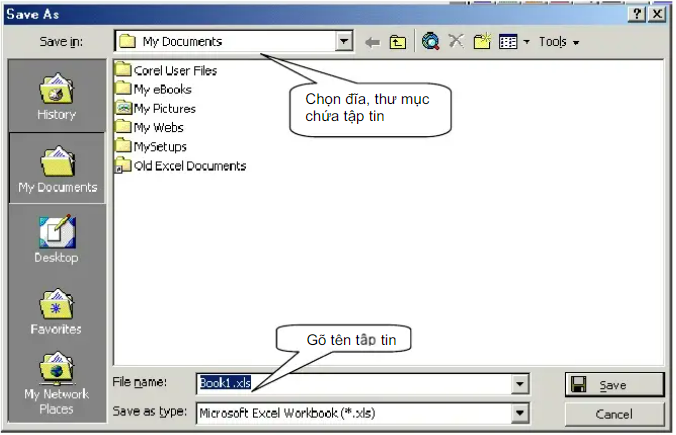 Save As
Save in:
My Documents
Tools
History
My Documents
Desktop
Favorites
My Network
Places
Corel User Files
My eBooks
My Pictures
My Webs
MySetups
Old Excel Documents
Chọn đĩa, thư mục
chứa tập tin
Gõ tên tập tin
File name:
Book1.xls
Save
Save as type:
Microsoft Excel Workbook (*.xls)
Cancel